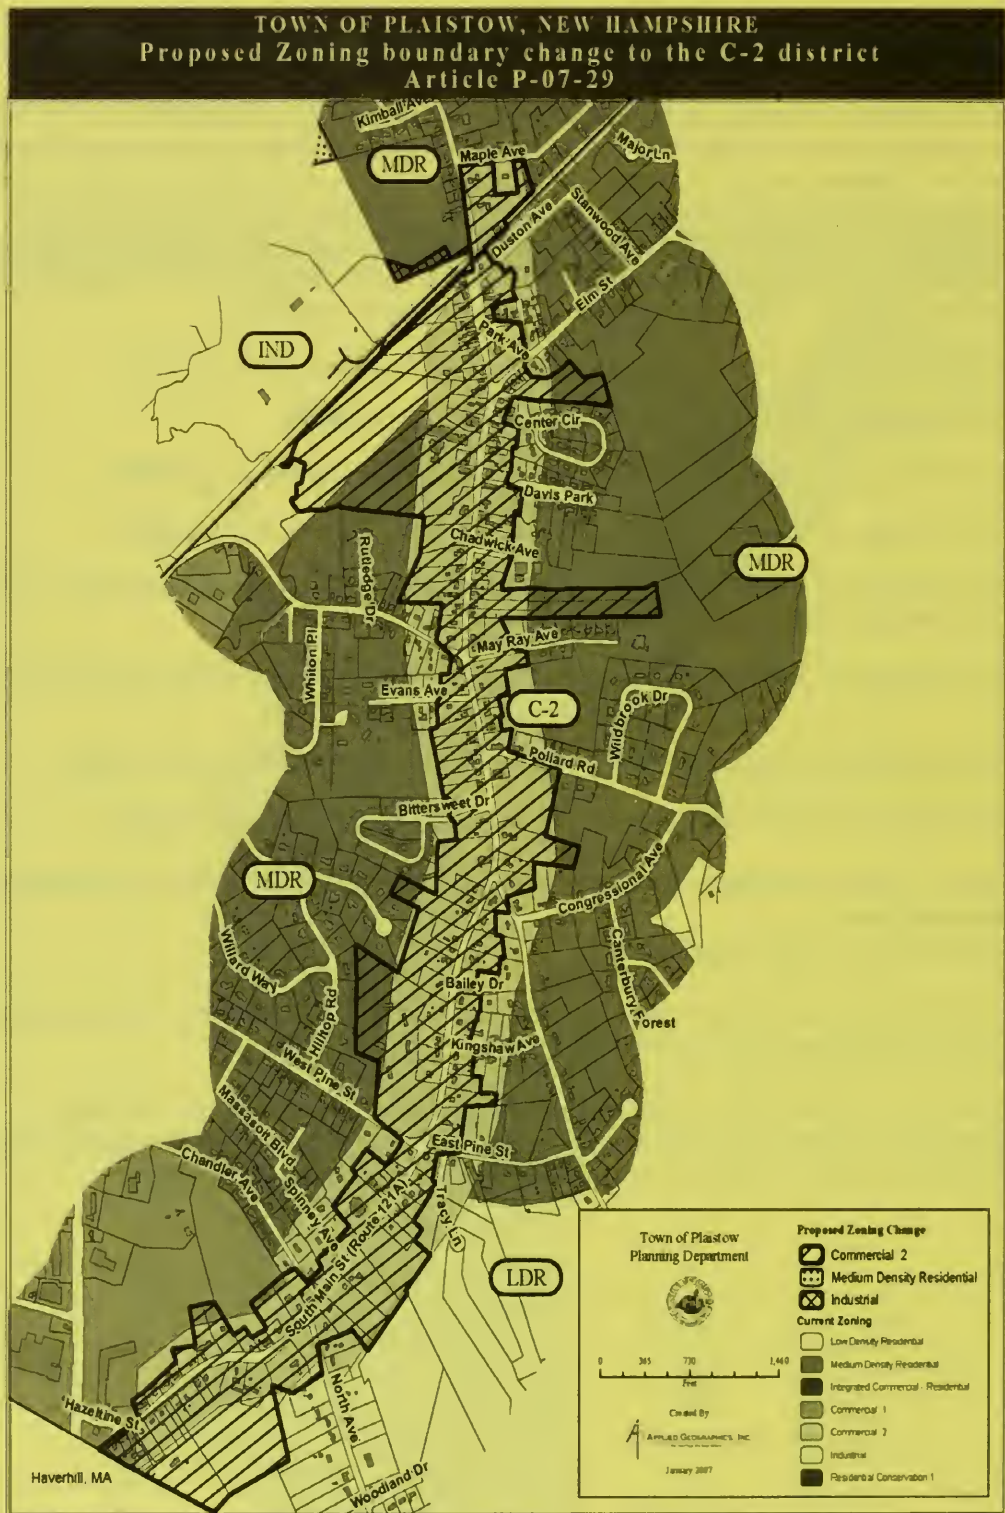 TOWN OF PLAISTOW, NEW HAMPSHIRE
Proposed Zoning boundary change to the C-2 district
Article P-07-29
Kimball Ave
Major Ln
Maple Ave
MDR
Duston Ave
Stanwood Ave
Elm St
IND
Park Ave
Center Cir
Davis Park
Chadwick Ave
MDR
Rutledge Dr
May Ray Ave
Whiton Pl
Evans Ave
C-2
Wildbrook Dr
Pollard Rd
Bittersweet Dr
MDR
Congressional Ave
Willard Way
Canterbury Forest
Bailey Dr
Hilltop Rd
Kingshaw Ave
West Pine St
Massasoit Blvd
East Pine St
Chandler Ave
Spinney Ave
South Main St (Route 121A)
Tracy Ln
LDR
North Ave
Hazeltine St
Haverhill, MA
Woodland Dr
Town of Plaistow
Planning Department
0 365 730 1,460
Feet
Created By
APPLIED GEOGRAPHICS, INC.
January 2007
Proposed Zoning Change
Commercial 2
Medium Density Residential
Industrial
Current Zoning
Low Density Residential
Medium Density Residential
Integrated Commercial - Residential
Commercial 1
Commercial 2
Industrial
Residential Conservation 1